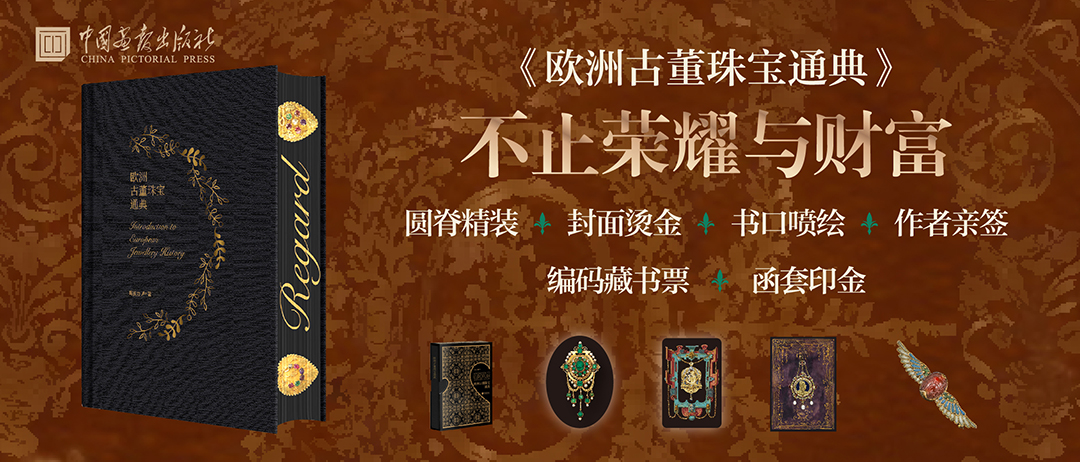 中国画报出版社
CHINA PICTORIAL PRESS
《欧洲古董珠宝通典》
不止荣耀与财富
圆脊精装 封面烫金 书口喷绘 作者亲签
编码藏书票 函套印金
欧洲
古董珠宝
通典
Introduction to
European
Jewellery History
Regard